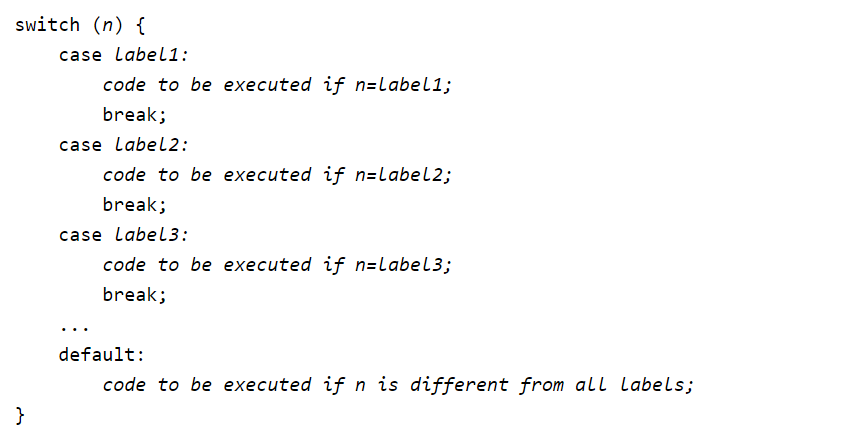 switch (n) {
case label1:
code to be executed if n=label1;
break;
case label2:
code to be executed if n=label2;
break;
case label3:
code to be executed if n=label3;
break;
...
default:
code to be executed if n is different from all labels;
}